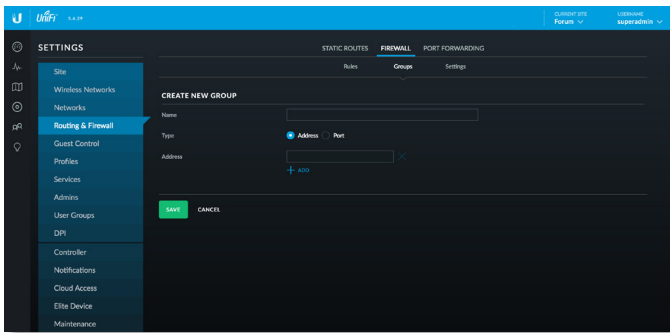 U UniFi 5.6.29
CURRENT SITE
Forum
USERNAME
superadmin
SETTINGS
Site
Wireless Networks
Networks
Routing & Firewall
Guest Control
Profiles
Services
Admins
User Groups
DPI
Controller
Notifications
Cloud Access
Elite Device
Maintenance
STATIC ROUTES FIREWALL PORT FORWARDING
Rules Groups Settings
CREATE NEW GROUP
Name
Type Address Port
Address
ADD
SAVE CANCEL